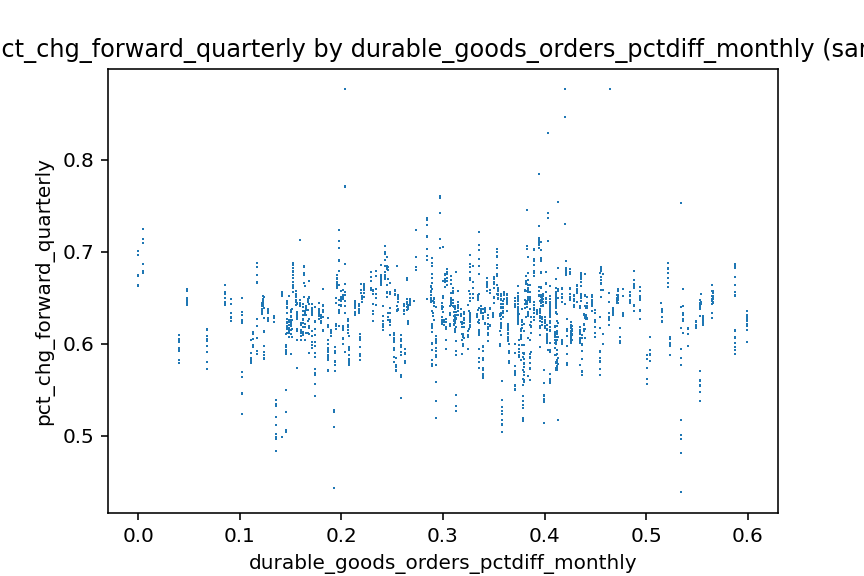 ct_chg_forward_quarterly by durable_goods_orders_pctdiff_monthly (sar
pct_chg_forward_quarterly
0.8
0.7
0.6
0.5
0.0 0.1 0.2 0.3 0.4 0.5 0.6
durable_goods_orders_pctdiff_monthly